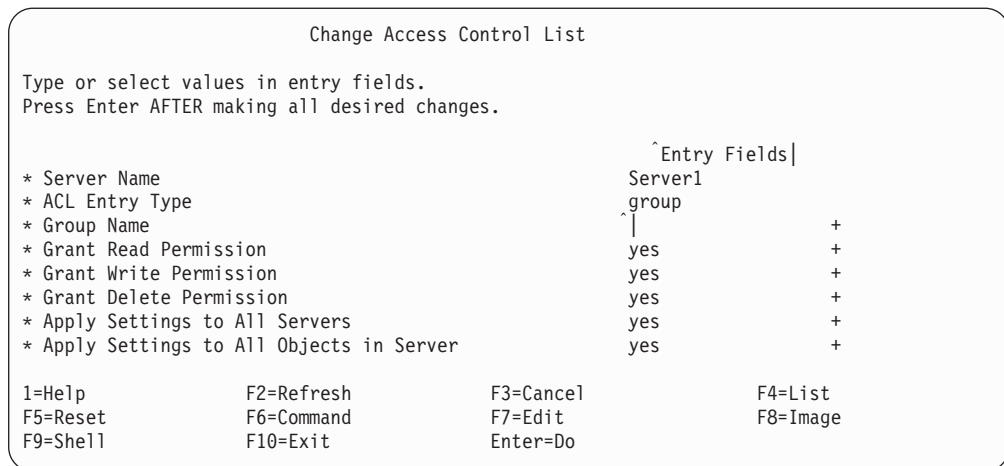 Change Access Control List
Type or select values in entry fields.
Press Enter AFTER making all desired changes.
ˆEntry Fields|
* Server Name Server1
* ACL Entry Type group
* Group Name ˆ| +
* Grant Read Permission yes +
* Grant Write Permission yes +
* Grant Delete Permission yes +
* Apply Settings to All Servers yes +
* Apply Settings to All Objects in Server yes +
1=Help F2=Refresh F3=Cancel F4=List
F5=Reset F6=Command F7=Edit F8=Image
F9=Shell F10=Exit Enter=Do